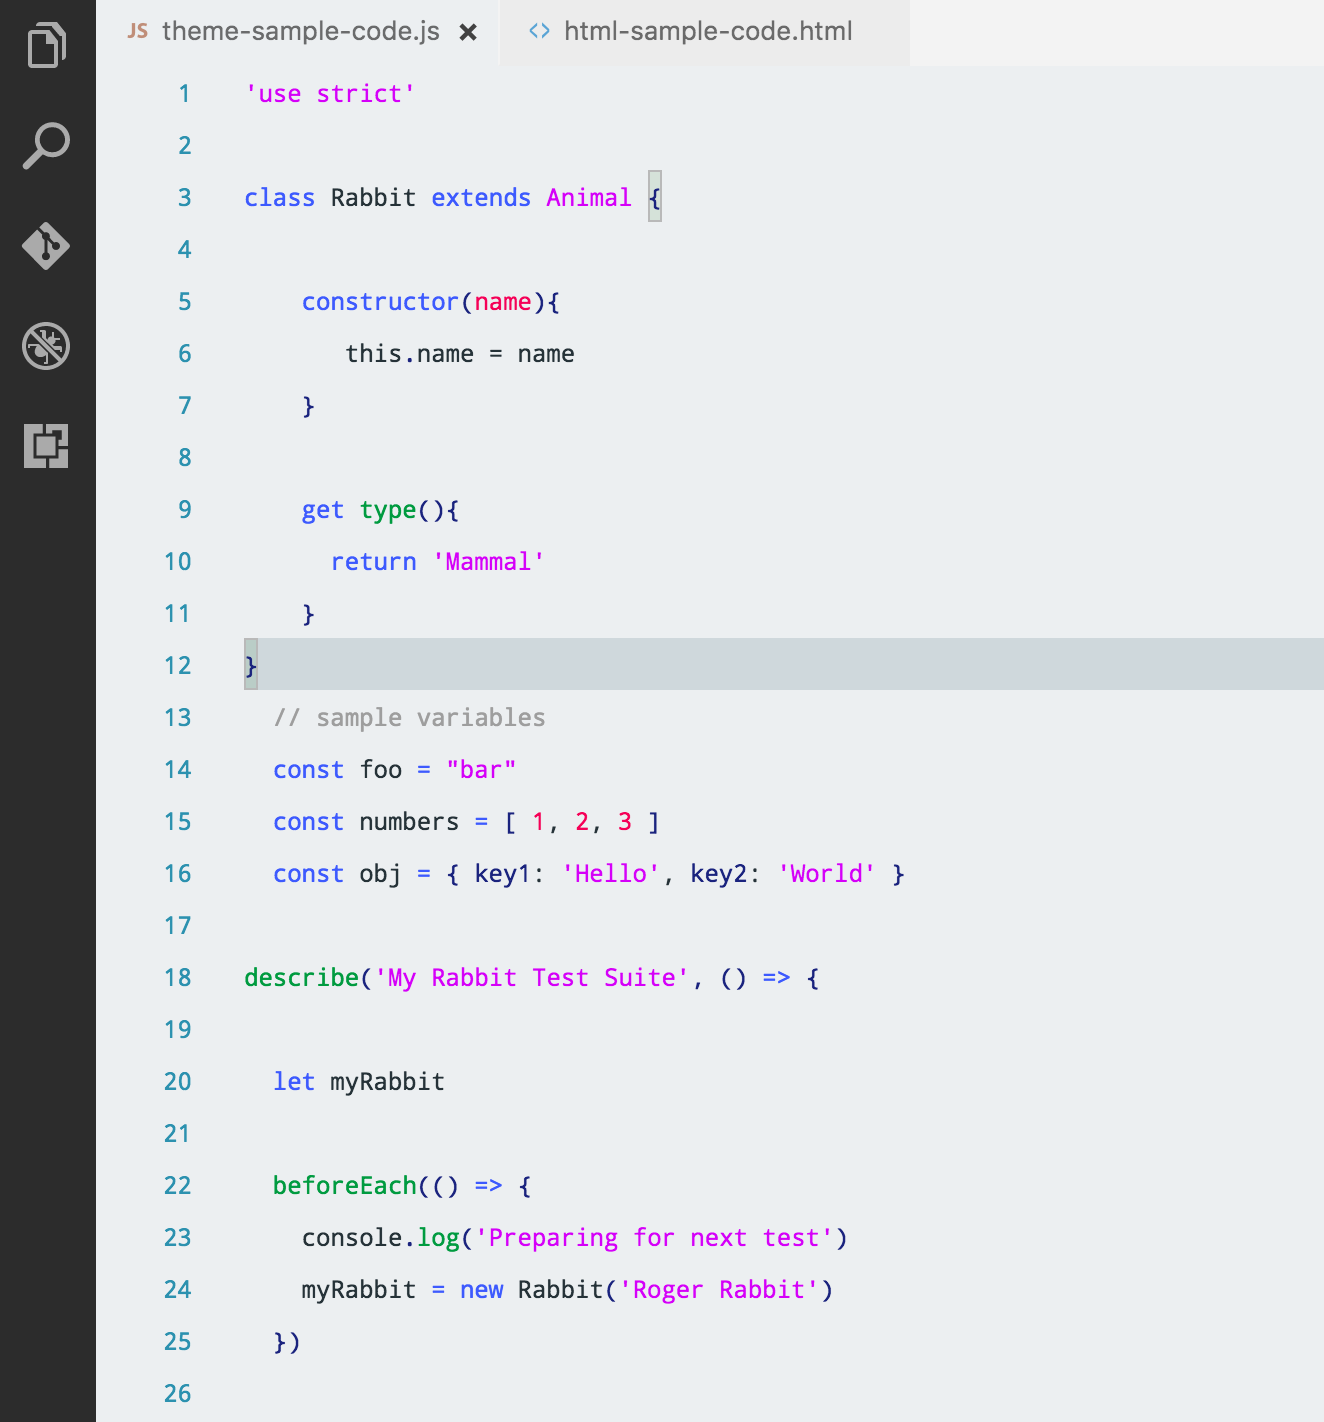 JS theme-sample-code.js × <> html-sample-code.html
1 'use strict'
2
3 class Rabbit extends Animal {
4
5     constructor(name){
6        this.name = name
7     }
8
9     get type(){
10       return 'Mammal'
11     }
12 }
13   // sample variables
14   const foo = "bar"
15   const numbers = [ 1, 2, 3 ]
16   const obj = { key1: 'Hello', key2: 'World' }
17
18 describe('My Rabbit Test Suite', () => {
19
20   let myRabbit
21
22   beforeEach(() => {
23     console.log('Preparing for next test')
24     myRabbit = new Rabbit('Roger Rabbit')
25   })
26